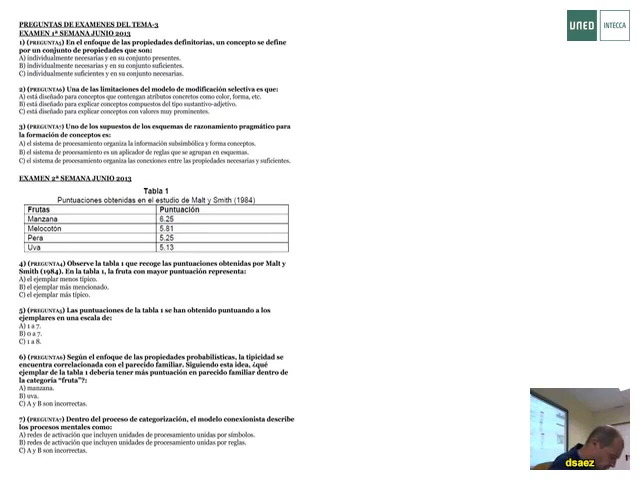 PREGUNTAS DE EXAMENES DEL TEMA-3
EXAMEN 1ª SEMANA JUNIO 2013
1) (PREGUNTA5) En el enfoque de las propiedades definitorias, un concepto se define
por un conjunto de propiedades que son:
A) individualmente necesarias y en su conjunto presentes.
B) individualmente necesarias y en su conjunto suficientes.
C) individualmente suficientes y en su conjunto necesarias.
2) (PREGUNTA6) Una de las limitaciones del modelo de modificación selectiva es que:
A) está diseñado para conceptos que contengan atributos concretos como color, forma, etc.
B) está diseñado para explicar conceptos compuestos del tipo sustantivo-adjetivo.
C) está diseñado para explicar conceptos con valores muy prominentes.
3) (PREGUNTA7) Uno de los supuestos de los esquemas de razonamiento pragmático para
la formación de conceptos es:
A) el sistema de procesamiento organiza la información subsimbólica y forma conceptos.
B) el sistema de procesamiento es un aplicador de reglas que se agrupan en esquemas.
C) el sistema de procesamiento organiza las conexiones entre las propiedades necesarias y suficientes.
EXAMEN 2ª SEMANA JUNIO 2013
Tabla 1
Puntuaciones obtenidas en el estudio de Malt y Smith (1984)
Frutas Puntuación
Manzana 6.25
Melocotón 5.81
Pera 5.25
Uva 5.13
4) (PREGUNTA4) Observe la tabla 1 que recoge las puntuaciones obtenidas por Malt y
Smith (1984). En la tabla 1, la fruta con mayor puntuación representa:
A) el ejemplar menos típico.
B) el ejemplar más mencionado.
C) el ejemplar más típico.
5) (PREGUNTA5) Las puntuaciones de la tabla 1 se han obtenido puntuando a los
ejemplares en una escala de:
A) 1 a 7.
B) 0 a 7.
C) 1 a 8.
6) (PREGUNTA6) Según el enfoque de las propiedades probabilísticas, la tipicidad se
encuentra correlacionada con el parecido familiar. Siguiendo esta idea, ¿qué
ejemplar de la tabla 1 debería tener más puntuación en parecido familiar dentro de
la categoría “fruta”?:
A) manzana.
B) uva.
C) A y B son incorrectas.
7) (PREGUNTA7) Dentro del proceso de categorización, el modelo conexionista describe
los procesos mentales como:
A) redes de activación que incluyen unidades de procesamiento unidas por símbolos.
B) redes de activación que incluyen unidades de procesamiento unidas por reglas.
C) A y B son incorrectas.
UNED INTECCA
dsaez